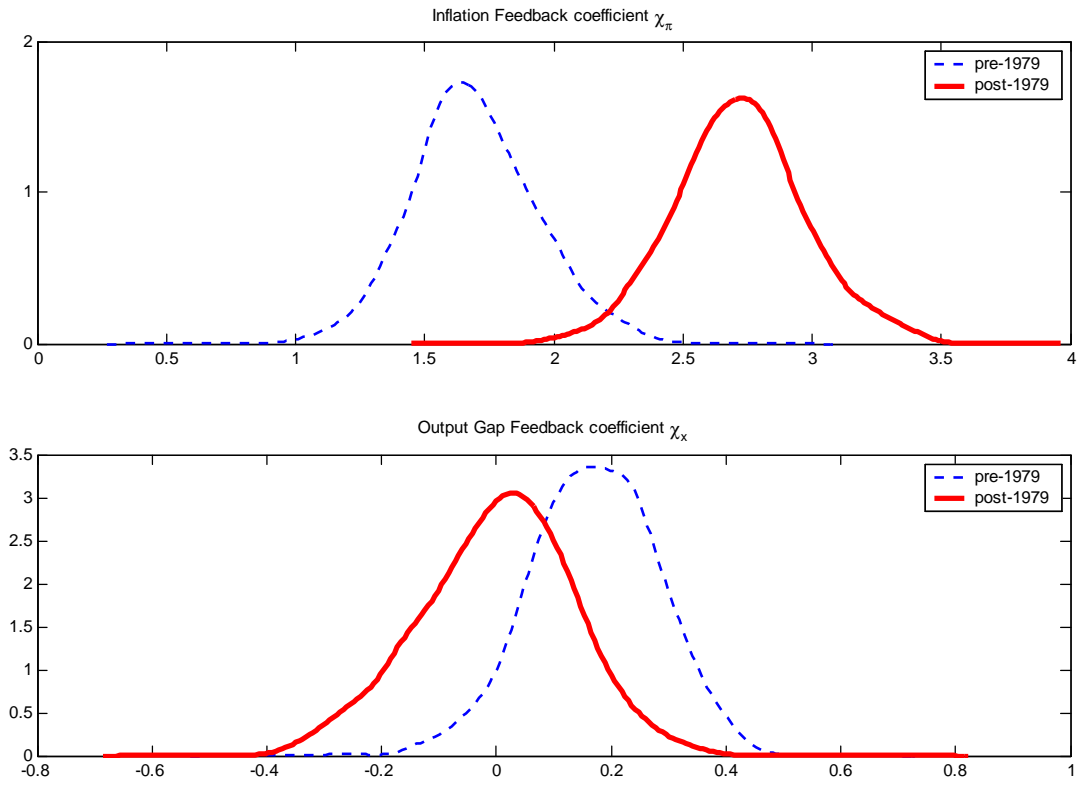 Inflation Feedback coefficient χπ
2
1
0
pre-1979
post-1979
0 0.5 1 1.5 2 2.5 3 3.5 4
Output Gap Feedback coefficient χx
3.5
3
2.5
2
1.5
1
0.5
0
pre-1979
post-1979
-0.8 -0.6 -0.4 -0.2 0 0.2 0.4 0.6 0.8 1